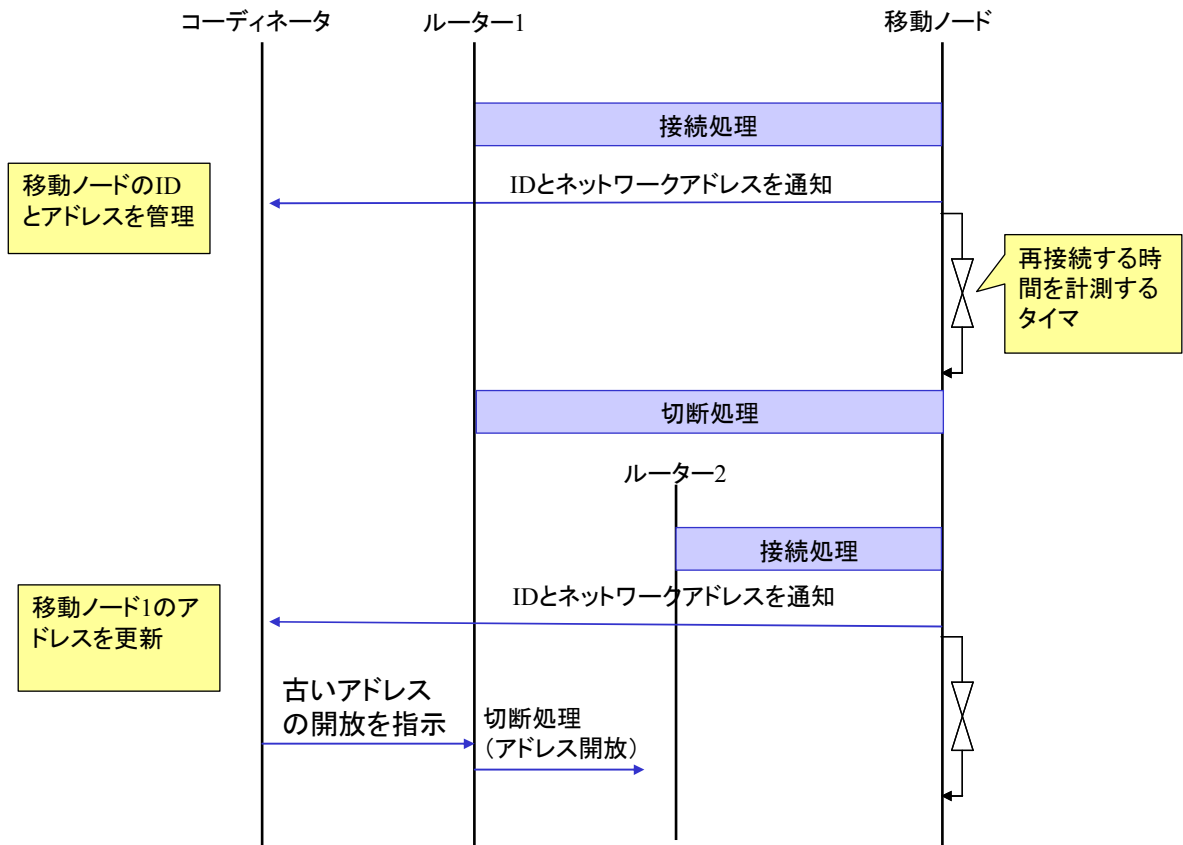 コーディネータ
ルーター1
移動ノード
接続処理
移動ノードのID
とアドレスを管理
IDとネットワークアドレスを通知
再接続する時
間を計測する
タイマ
切断処理
ルーター2
接続処理
IDとネットワークアドレスを通知
移動ノード1のア
ドレスを更新
古いアドレス
の開放を指示
切断処理
（アドレス開放）